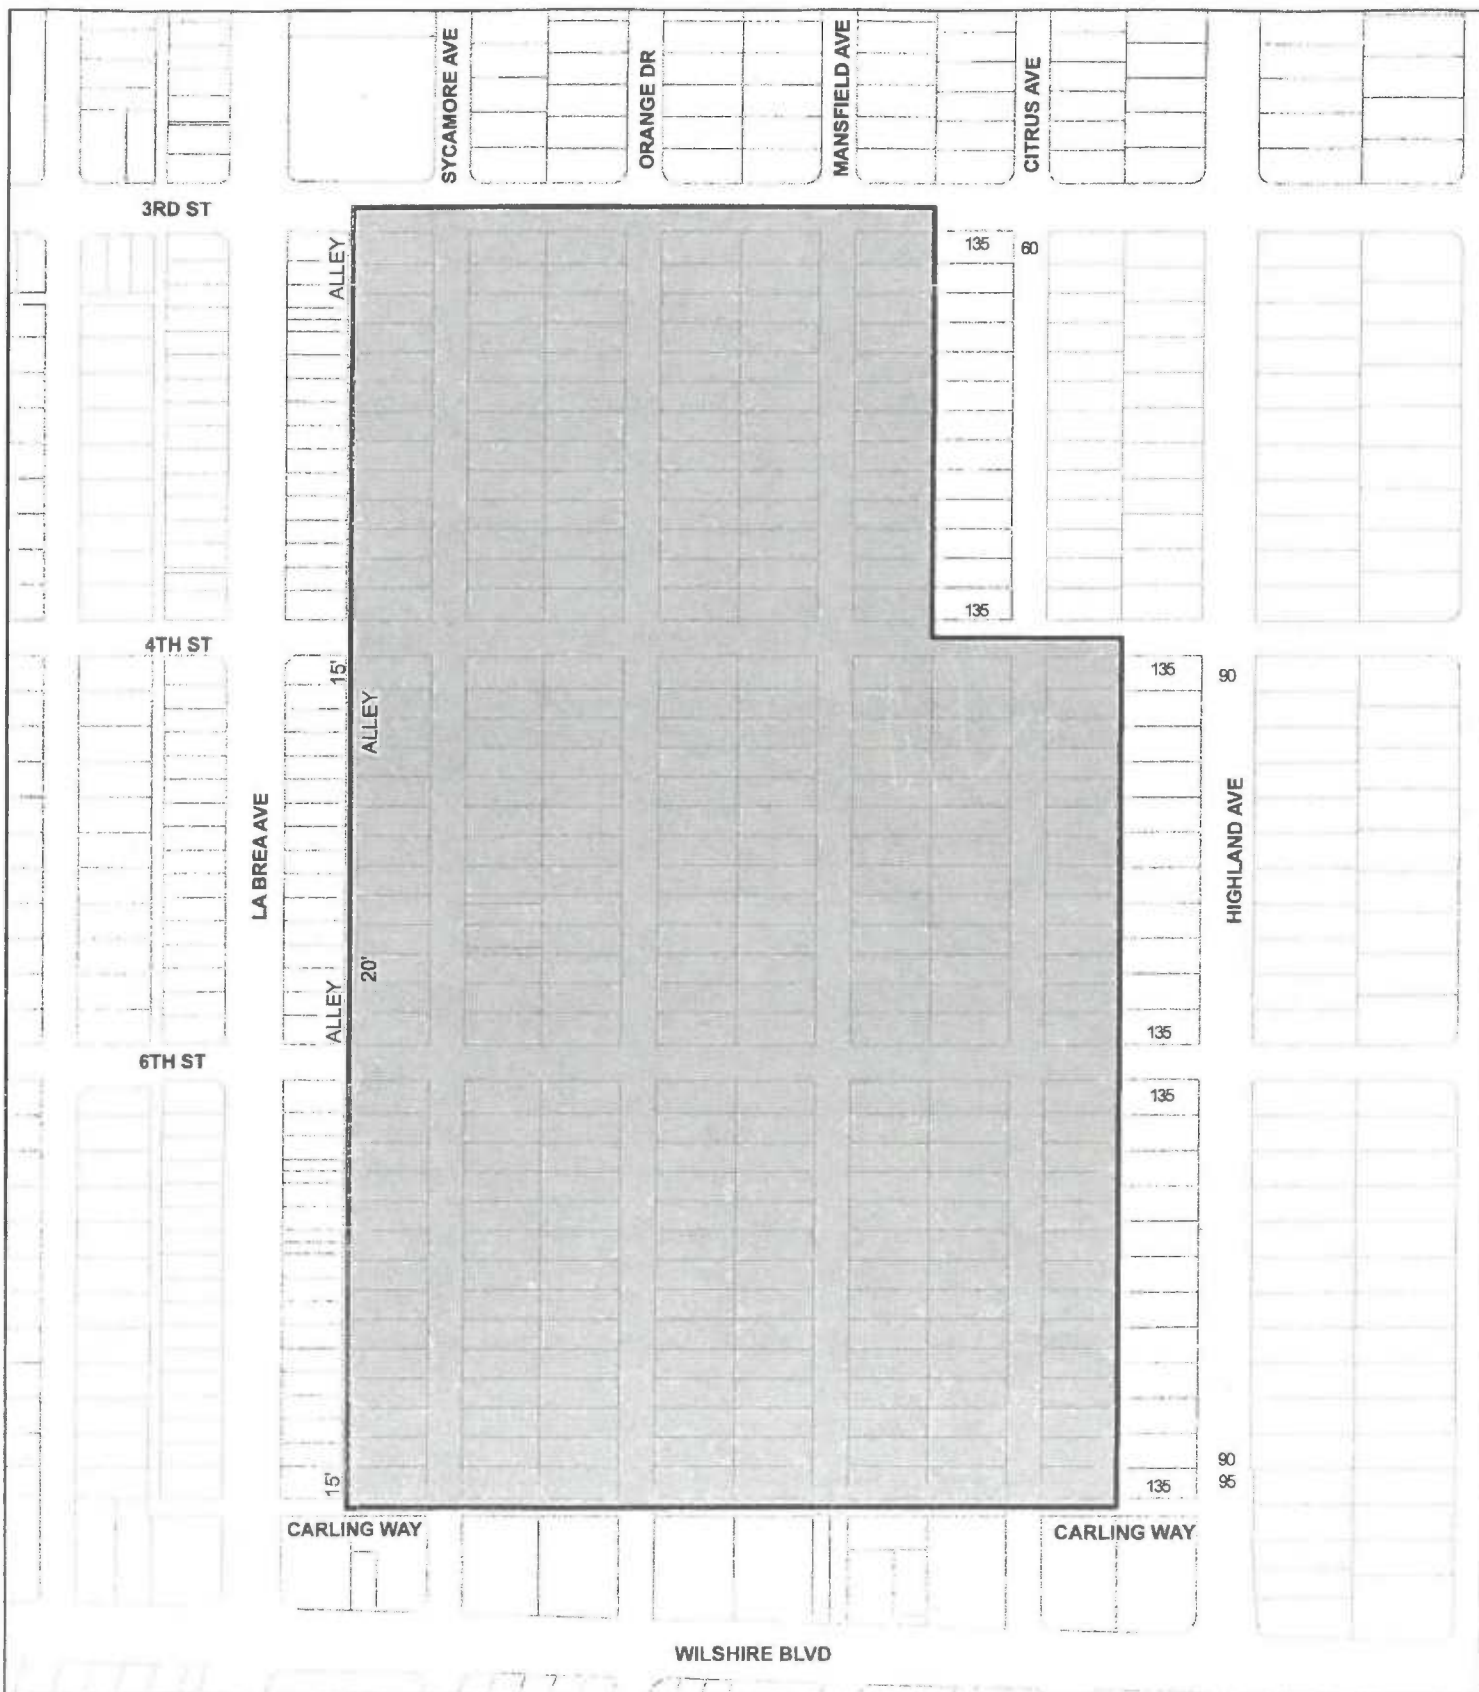 SYCAMORE AVE
ORANGE DR
MANSFIELD AVE
CITRUS AVE
3RD ST
ALLEY
135
60
135
4TH ST
15'
135
90
ALLEY
LA BREA AVE
HIGHLAND AVE
20'
ALLEY
135
6TH ST
135
90
15'
135
95
CARLING WAY
CARLING WAY
WILSHIRE BLVD